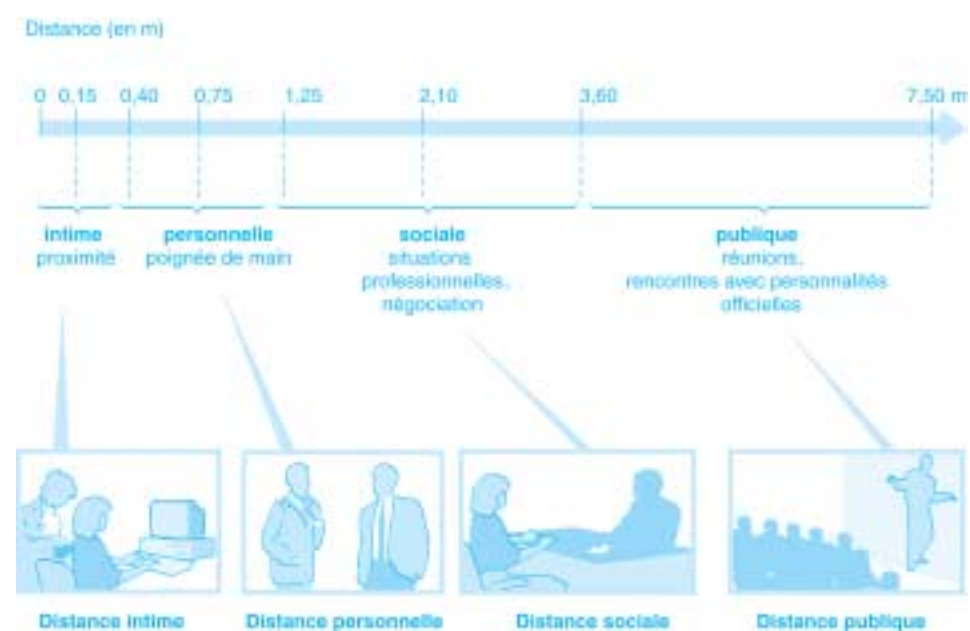 Distance (en m)
0 0,15 0,40 0,75 1,25 2,10 3,60 7,50 m
intime personnelle sociale publique
proximité poignée de main situations réunions,
professionnelles, rencontres avec personnalités
négociation officielles
Distance intime Distance personnelle Distance sociale Distance publique